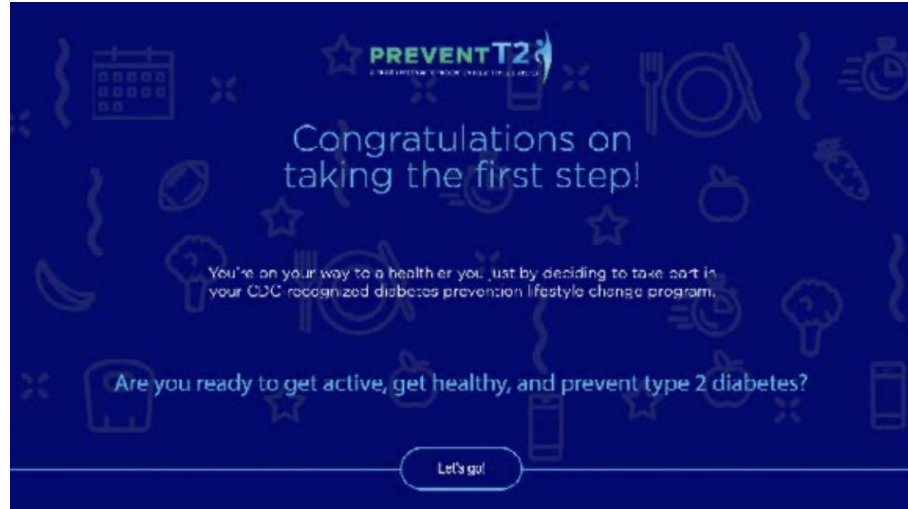 PREVENTT2
Congratulations on
taking the first step!
You're on your way to a healthier you just by deciding to take part in
your CDC-recognized diabetes prevention lifestyle change program.
Are you ready to get active, get healthy, and prevent type 2 diabetes?
Let's go!